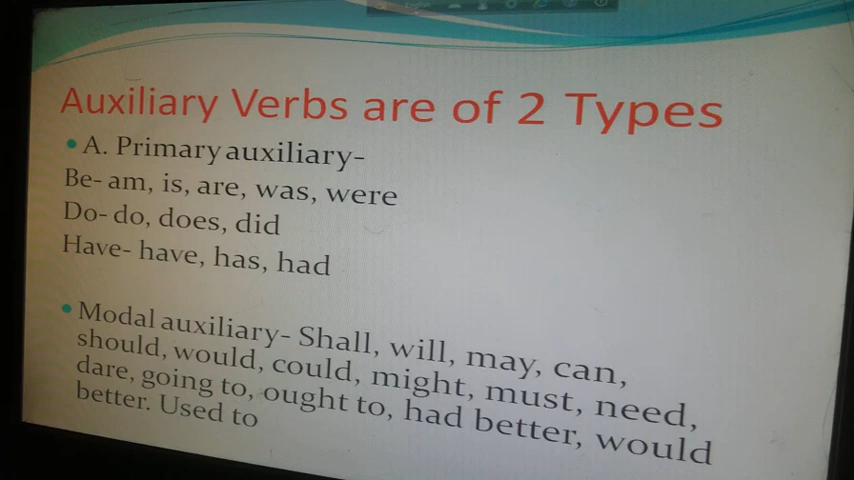 Auxiliary Verbs are of 2 Types
• A. Primary auxiliary-
Be- am, is, are, was, were
Do- do, does, did
Have- have, has, had
• Modal auxiliary- Shall, will, may, can,
should, would, could, might, must, need,
dare, going to, ought to, had better, would
better. Used to